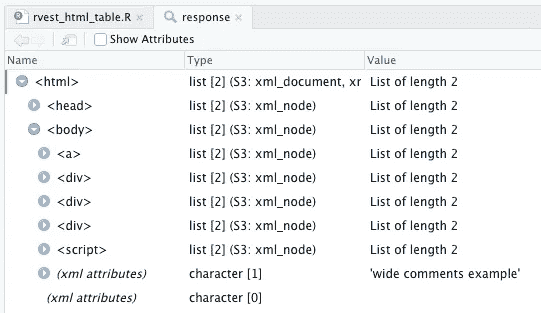 rvest_html_table.R × response ×
Show Attributes
Name Type Value
<html> list [2] (S3: xml_document, xr List of length 2
<head> list [2] (S3: xml_node) List of length 2
<body> list [2] (S3: xml_node) List of length 2
<a> list [2] (S3: xml_node) List of length 2
<div> list [2] (S3: xml_node) List of length 2
<div> list [2] (S3: xml_node) List of length 2
<div> list [2] (S3: xml_node) List of length 2
<script> list [2] (S3: xml_node) List of length 2
(xml attributes) character [1] 'wide comments example'
(xml attributes) character [0]